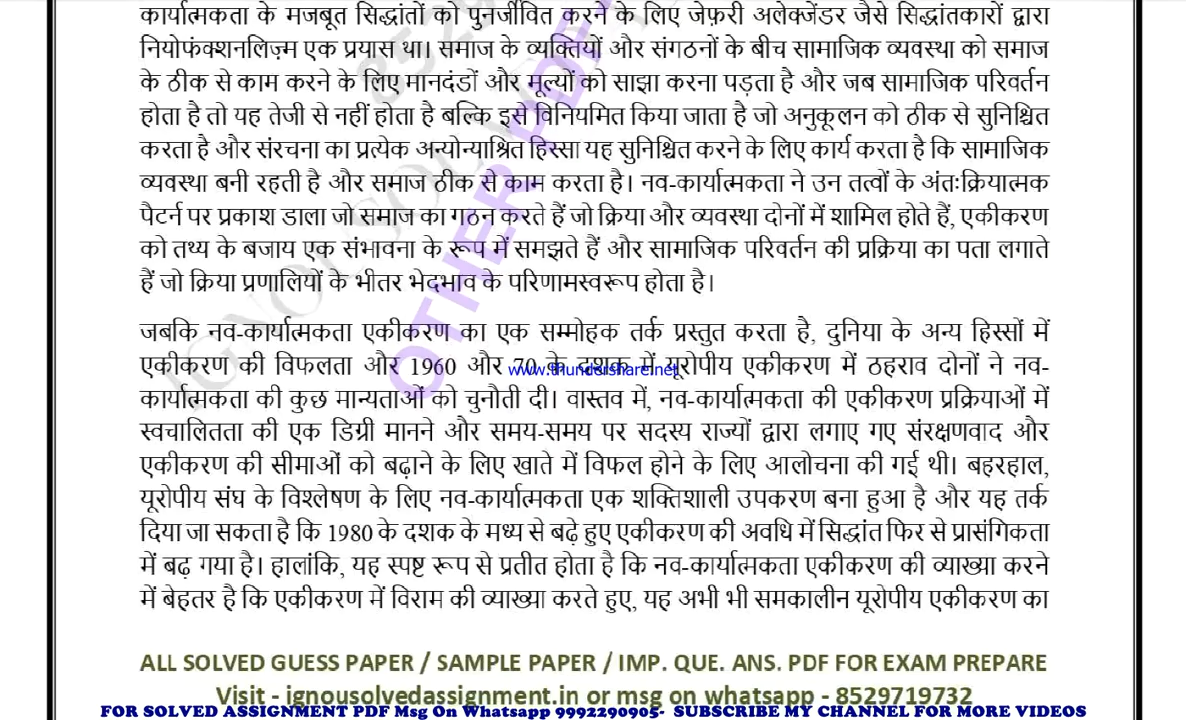 कार्यात्मकता के मजबूत सिद्धांतों को पुनर्जीवित करने के लिए जेफ़री अलेक्जेंडर जैसे सिद्धांतकारों द्वारा
नियोफंक्शनलिज़्म एक प्रयास था। समाज के व्यक्तियों और संगठनों के बीच सामाजिक व्यवस्था को समाज
के ठीक से काम करने के लिए मानदंडों और मूल्यों को साझा करना पड़ता है और जब सामाजिक परिवर्तन
होता है तो यह तेजी से नहीं होता है बल्कि इसे विनियमित किया जाता है जो अनुकूलन को ठीक से सुनिश्चित
करता है और संरचना का प्रत्येक अन्योन्याश्रित हिस्सा यह सुनिश्चित करने के लिए कार्य करता है कि सामाजिक
व्यवस्था बनी रहती है और समाज ठीक से काम करता है। नव-कार्यात्मकता ने उन तत्वों के अंतःक्रियात्मक
पैटर्न पर प्रकाश डाला जो समाज का गठन करते हैं जो क्रिया और व्यवस्था दोनों में शामिल होते हैं, एकीकरण
को तथ्य के बजाय एक संभावना के रूप में समझते हैं और सामाजिक परिवर्तन की प्रक्रिया का पता लगाते
हैं जो क्रिया प्रणालियों के भीतर भेदभाव के परिणामस्वरूप होता है।
जबकि नव-कार्यात्मकता एकीकरण का एक सम्मोहक तर्क प्रस्तुत करता है, दुनिया के अन्य हिस्सों में
एकीकरण की विफलता और 1960 और 70 के दशक में यूरोपीय एकीकरण में ठहराव दोनों ने नव-
www.thundershare.net
कार्यात्मकता की कुछ मान्यताओं को चुनौती दी। वास्तव में, नव-कार्यात्मकता की एकीकरण प्रक्रियाओं में
स्वचालितता की एक डिग्री मानने और समय-समय पर सदस्य राज्यों द्वारा लगाए गए संरक्षणवाद और
एकीकरण की सीमाओं को बढ़ाने के लिए खाते में विफल होने के लिए आलोचना की गई थी। बहरहाल,
यूरोपीय संघ के विश्लेषण के लिए नव-कार्यात्मकता एक शक्तिशाली उपकरण बना हुआ है और यह तर्क
दिया जा सकता है कि 1980 के दशक के मध्य से बढ़े हुए एकीकरण की अवधि में सिद्धांत फिर से प्रासंगिकता
में बढ़ गया है। हालांकि, यह स्पष्ट रूप से प्रतीत होता है कि नव-कार्यात्मकता एकीकरण की व्याख्या करने
में बेहतर है कि एकीकरण में विराम की व्याख्या करते हुए, यह अभी भी समकालीन यूरोपीय एकीकरण का
OTHER PDF
ALL SOLVED GUESS PAPER / SAMPLE PAPER / IMP. QUE. ANS. PDF FOR EXAM PREPARE
Visit - ignousolvedassignment.in or msg on whatsapp - 8529719732
FOR SOLVED ASSIGNMENT PDF Msg On Whatsapp 9992290905- SUBSCRIBE MY CHANNEL FOR MORE VIDEOS